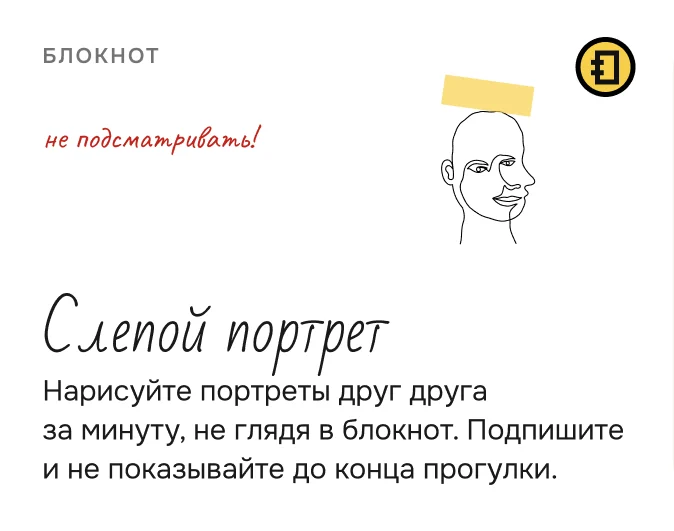 БЛОКНОТ
не подсматривать!
Слепой портрет
Нарисуйте портреты друг друга
за минуту, не глядя в блокнот. Подпишите
и не показывайте до конца прогулки.